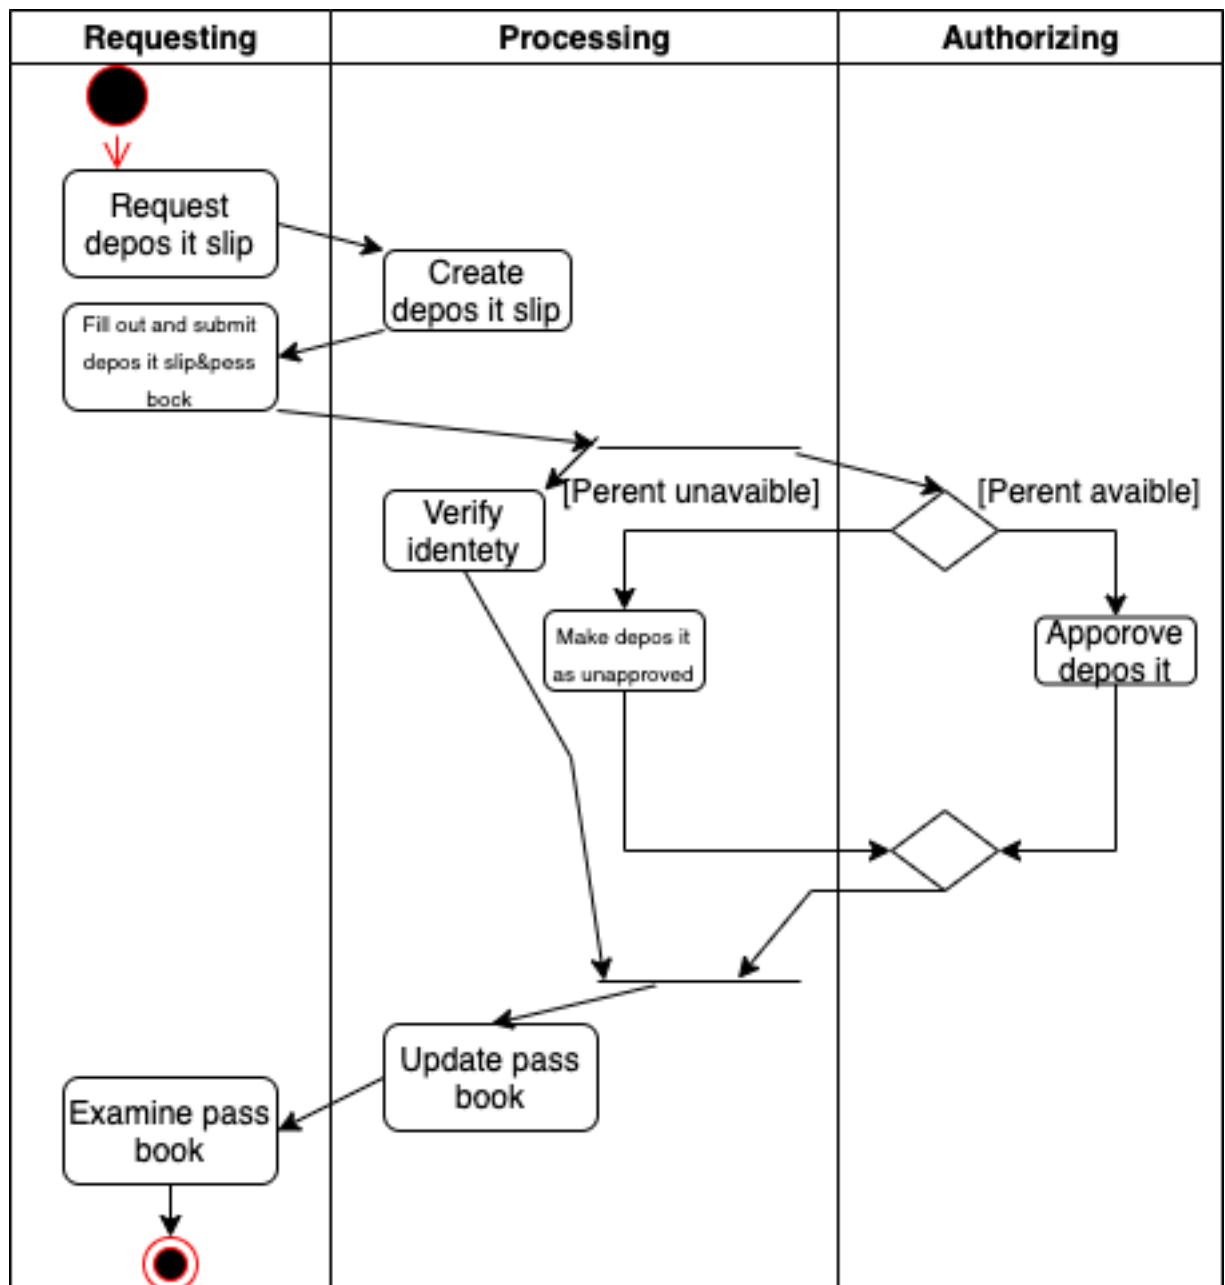 Requesting
Processing
Authorizing
Request
depos it slip
Create
depos it slip
Fill out and submit
depos it slip&pess
bock
[Perent unavaible]
[Perent avaible]
Verify
identety
Make depos it
as unapproved
Apporove
depos it
Update pass
book
Examine pass
book